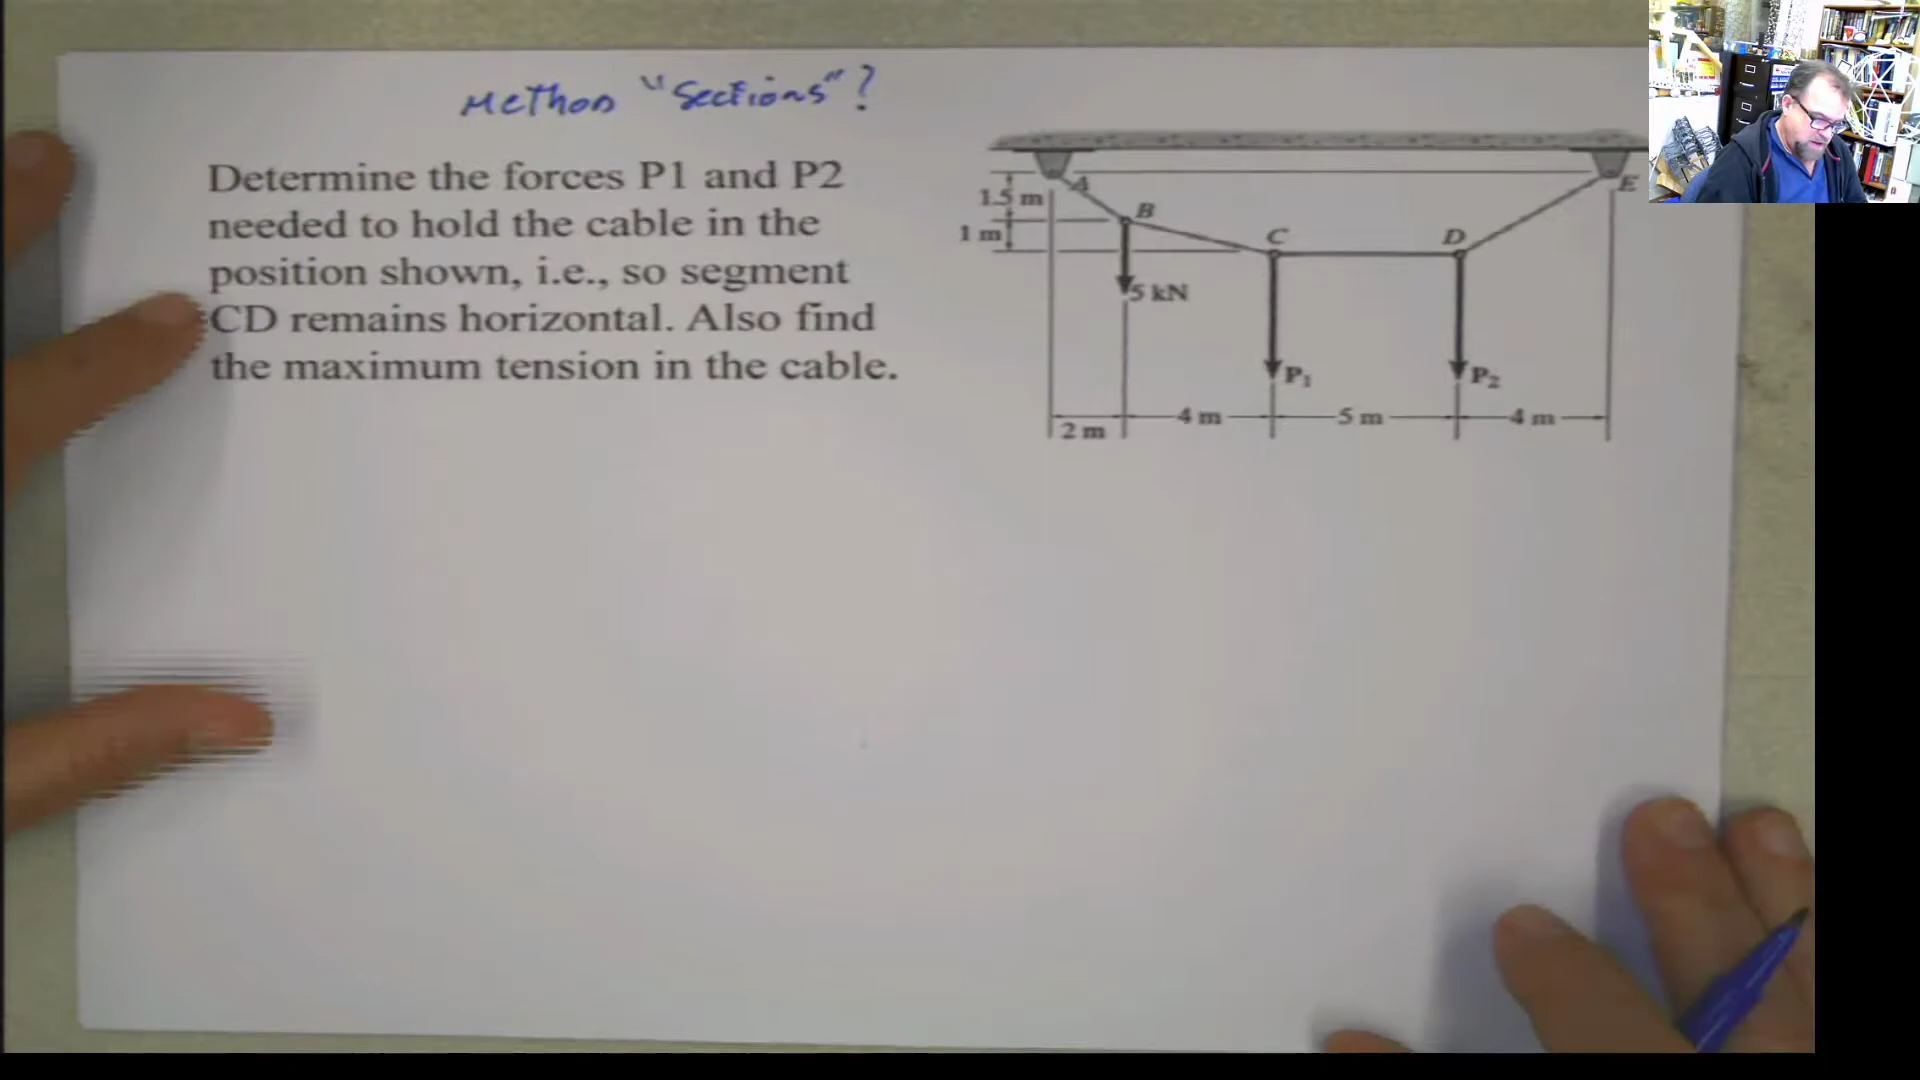 Method "Sections"?
Determine the forces P1 and P2
needed to hold the cable in the
position shown, i.e., so segment
CD remains horizontal. Also find
the maximum tension in the cable.
A
E
1.5 m
B
1 m
C
D
5 kN
P₁
P₂
2 m
4 m
5 m
4 m